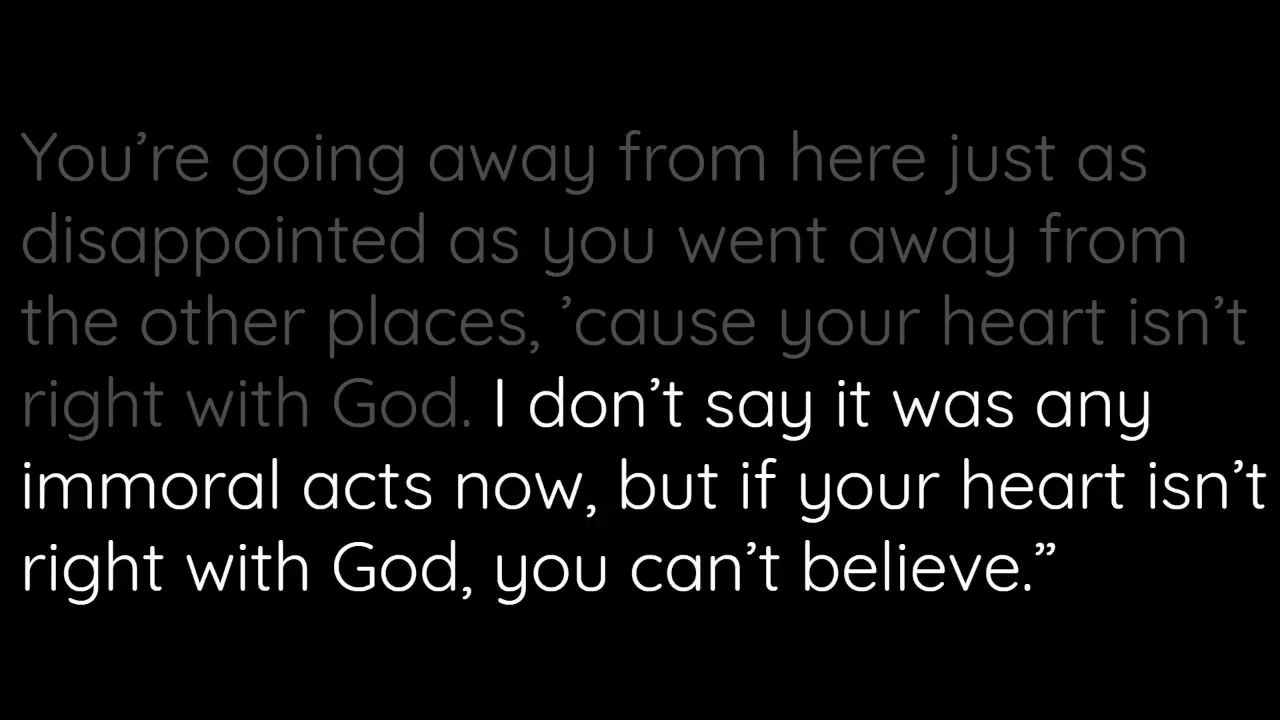 You’re going away from here just as
disappointed as you went away from
the other places, ’cause your heart isn’t
right with God. I don’t say it was any
immoral acts now, but if your heart isn’t
right with God, you can’t believe.”